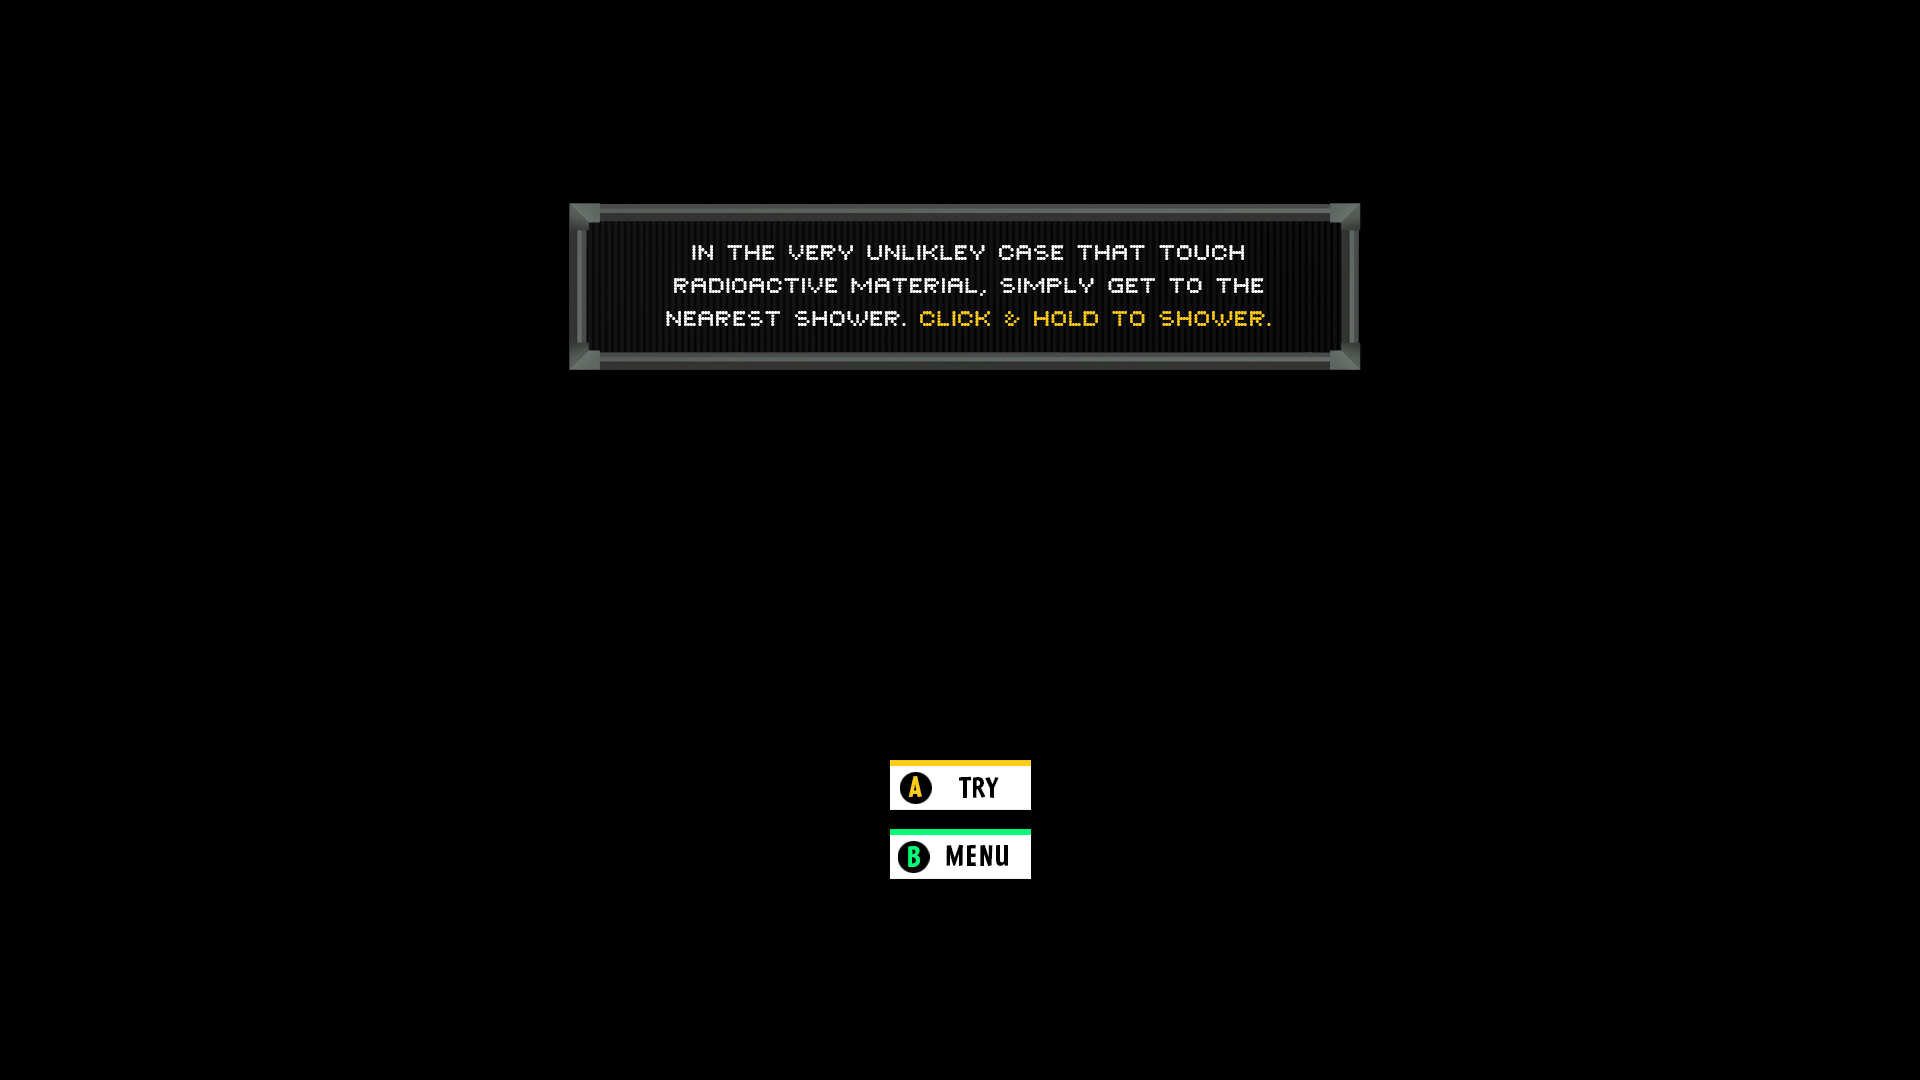 IN THE VERY UNLIKLEY CASE THAT TOUCH
RADIOACTIVE MATERIAL, SIMPLY GET TO THE
NEAREST SHOWER. CLICK & HOLD TO SHOWER.
A TRY
B MENU